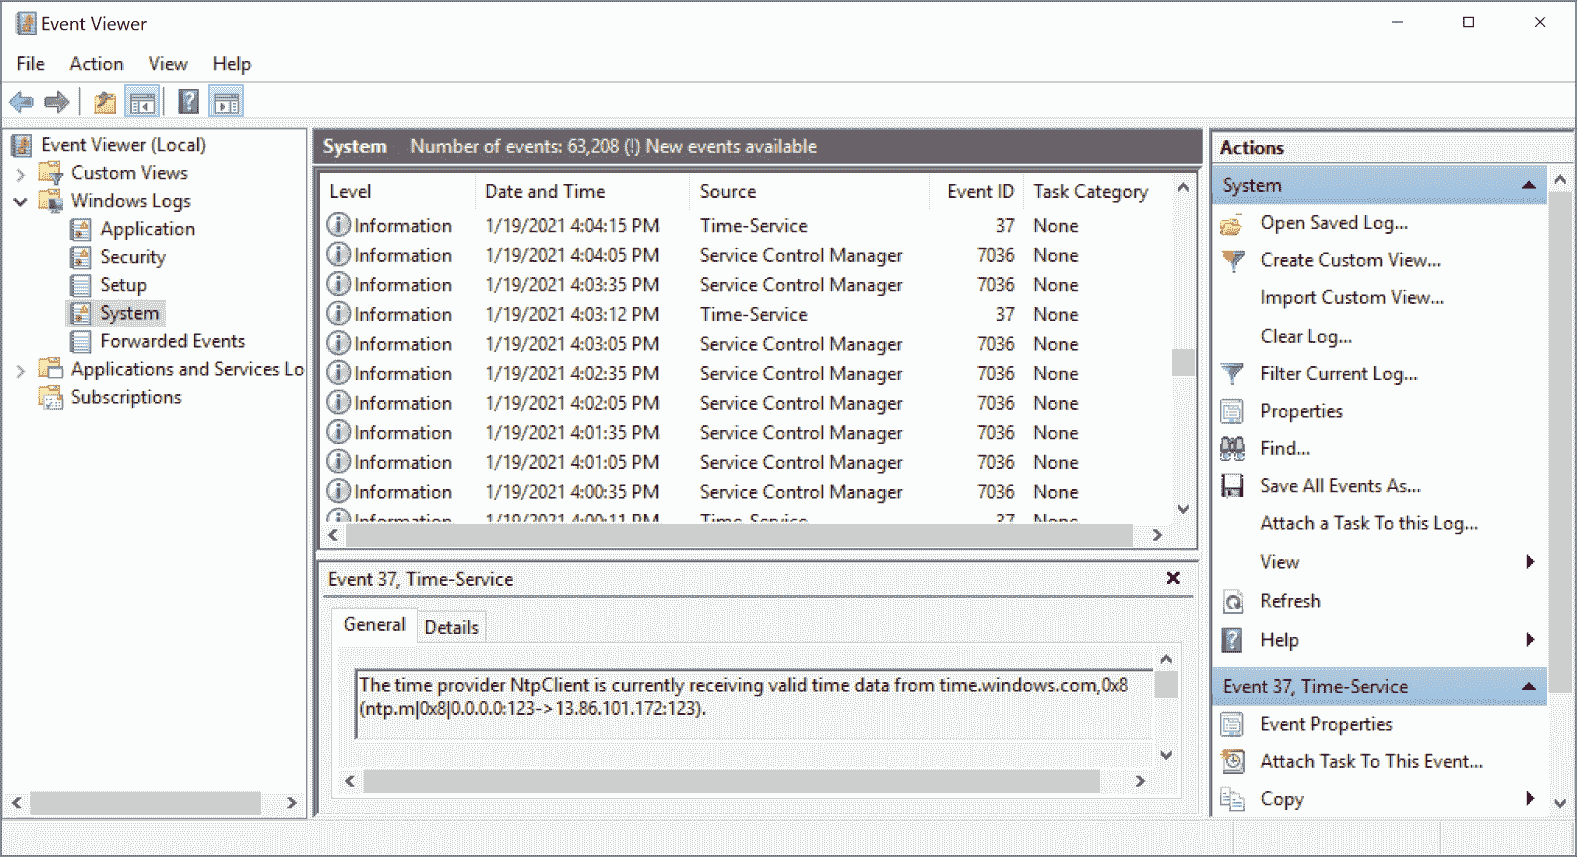 Event Viewer
File Action View Help
Event Viewer (Local)
Custom Views
Windows Logs
Application
Security
Setup
System
Forwarded Events
Applications and Services Lo
Subscriptions
System Number of events: 63,208 (!) New events available
Level Date and Time Source Event ID Task Category
Information 1/19/2021 4:04:15 PM Time-Service 37 None
Information 1/19/2021 4:04:05 PM Service Control Manager 7036 None
Information 1/19/2021 4:03:35 PM Service Control Manager 7036 None
Information 1/19/2021 4:03:12 PM Time-Service 37 None
Information 1/19/2021 4:03:05 PM Service Control Manager 7036 None
Information 1/19/2021 4:02:35 PM Service Control Manager 7036 None
Information 1/19/2021 4:02:05 PM Service Control Manager 7036 None
Information 1/19/2021 4:01:35 PM Service Control Manager 7036 None
Information 1/19/2021 4:01:05 PM Service Control Manager 7036 None
Information 1/19/2021 4:00:35 PM Service Control Manager 7036 None
Information 1/19/2021 4:00:11 PM Time-Service 37 None
Event 37, Time-Service
General Details
The time provider NtpClient is currently receiving valid time data from time.windows.com,0x8
(ntp.m|0x8|0.0.0.0:123->13.86.101.172:123).
Actions
System
Open Saved Log...
Create Custom View...
Import Custom View...
Clear Log...
Filter Current Log...
Properties
Find...
Save All Events As...
Attach a Task To this Log...
View
Refresh
Help
Event 37, Time-Service
Event Properties
Attach Task To This Event...
Copy